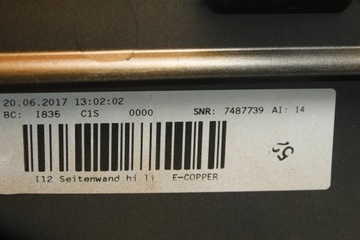 20.06.2017 13:02:02
BC: I836 C1S 0000 SNR: 7487739 AI: 14
I12 Seitenwand hi li E-COPPER